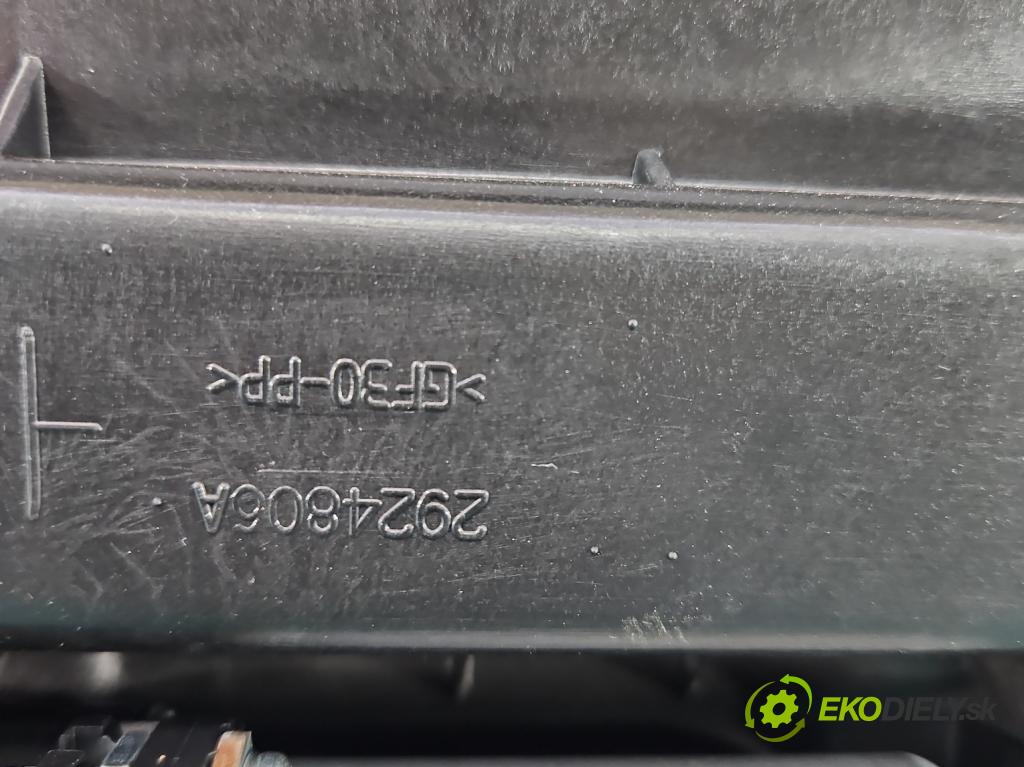 2924806A
>GF30-PP<
EKODIELY.sk